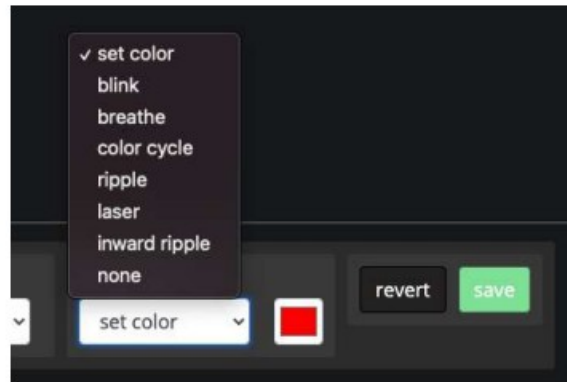 ✓ set color
blink
breathe
color cycle
ripple
laser
inward ripple
none
set color
revert
save